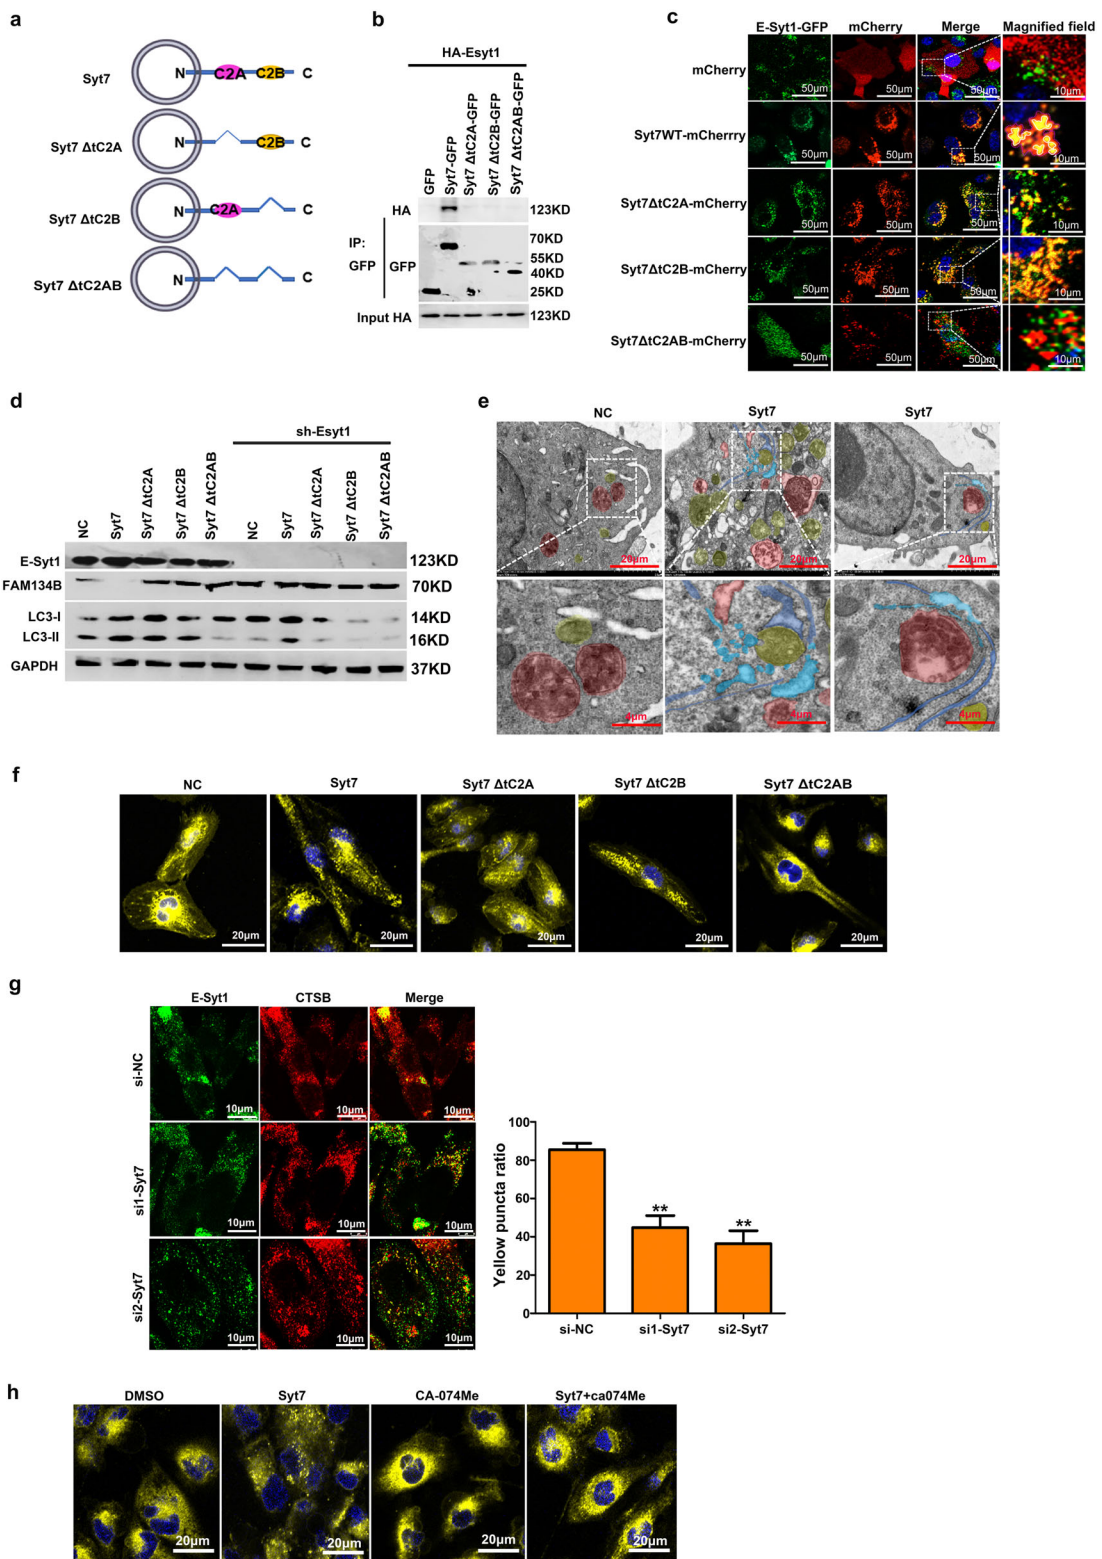 a
Syt7
N
C2A
C2B
C
Syt7 ΔtC2A
N
C2B
C
Syt7 ΔtC2B
N
C2A
C
Syt7 ΔtC2AB
N
C
b
HA-Esyt1
GFP
Syt7-GFP
Syt7 ΔtC2A-GFP
Syt7 ΔtC2B-GFP
Syt7 ΔtC2AB-GFP
HA
123KD
IP:
GFP
GFP
70KD
55KD
40KD
25KD
Input HA
123KD
c
E-Syt1-GFP
mCherry
Merge
Magnified field
mCherry
50μm
50μm
50μm
10μm
Syt7WT-mCherrry
50μm
50μm
50μm
10μm
Syt7ΔtC2A-mCherry
50μm
50μm
50μm
10μm
Syt7ΔtC2B-mCherry
50μm
50μm
50μm
10μm
Syt7ΔtC2AB-mCherry
50μm
50μm
50μm
10μm
d
sh-Esyt1
NC
Syt7
Syt7 ΔtC2A
Syt7 ΔtC2B
Syt7 ΔtC2AB
NC
Syt7
Syt7 ΔtC2A
Syt7 ΔtC2B
Syt7 ΔtC2AB
E-Syt1
123KD
FAM134B
70KD
LC3-I
14KD
LC3-II
16KD
GAPDH
37KD
e
NC
Syt7
Syt7
20μm
20μm
20μm
4μm
4μm
4μm
f
NC
Syt7
Syt7 ΔtC2A
Syt7 ΔtC2B
Syt7 ΔtC2AB
20μm
20μm
20μm
20μm
20μm
g
E-Syt1
CTSB
Merge
si-NC
10μm
10μm
10μm
si1-Syt7
10μm
10μm
10μm
si2-Syt7
10μm
10μm
10μm
Yellow puncta ratio
100
80
60
40
20
0
**
**
si-NC
si1-Syt7
si2-Syt7
h
DMSO
Syt7
CA-074Me
Syt7+ca074Me
20μm
20μm
20μm
20μm